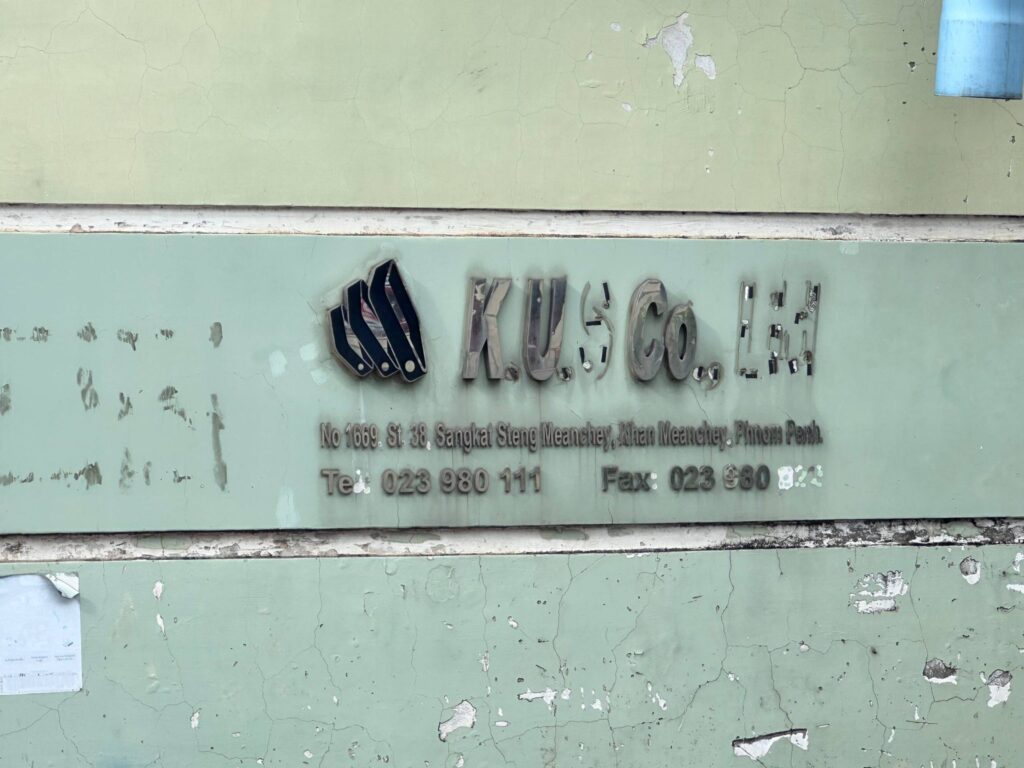 K.U.S Co., Ltd
No 1669, St. 38, Sangkat Steng Meanchey, Khan Meanchey, Phnom Penh.
Tel: 023 980 111 Fax: 023 980 822